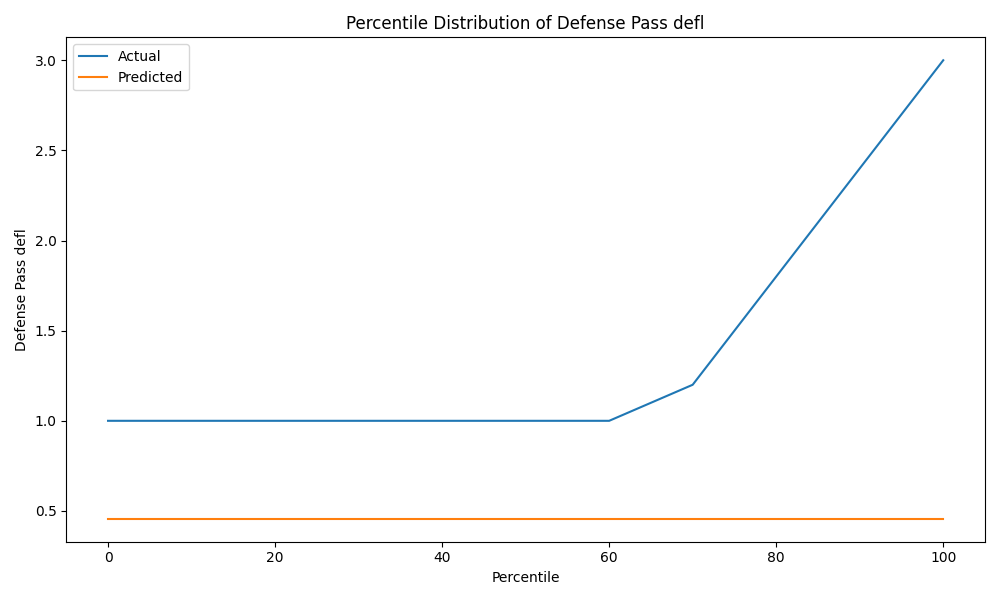 Percentile Distribution of Defense Pass defl
Actual
Predicted
3.0
2.5
2.0
1.5
1.0
0.5
Defense Pass defl
0 20 40 60 80 100
Percentile